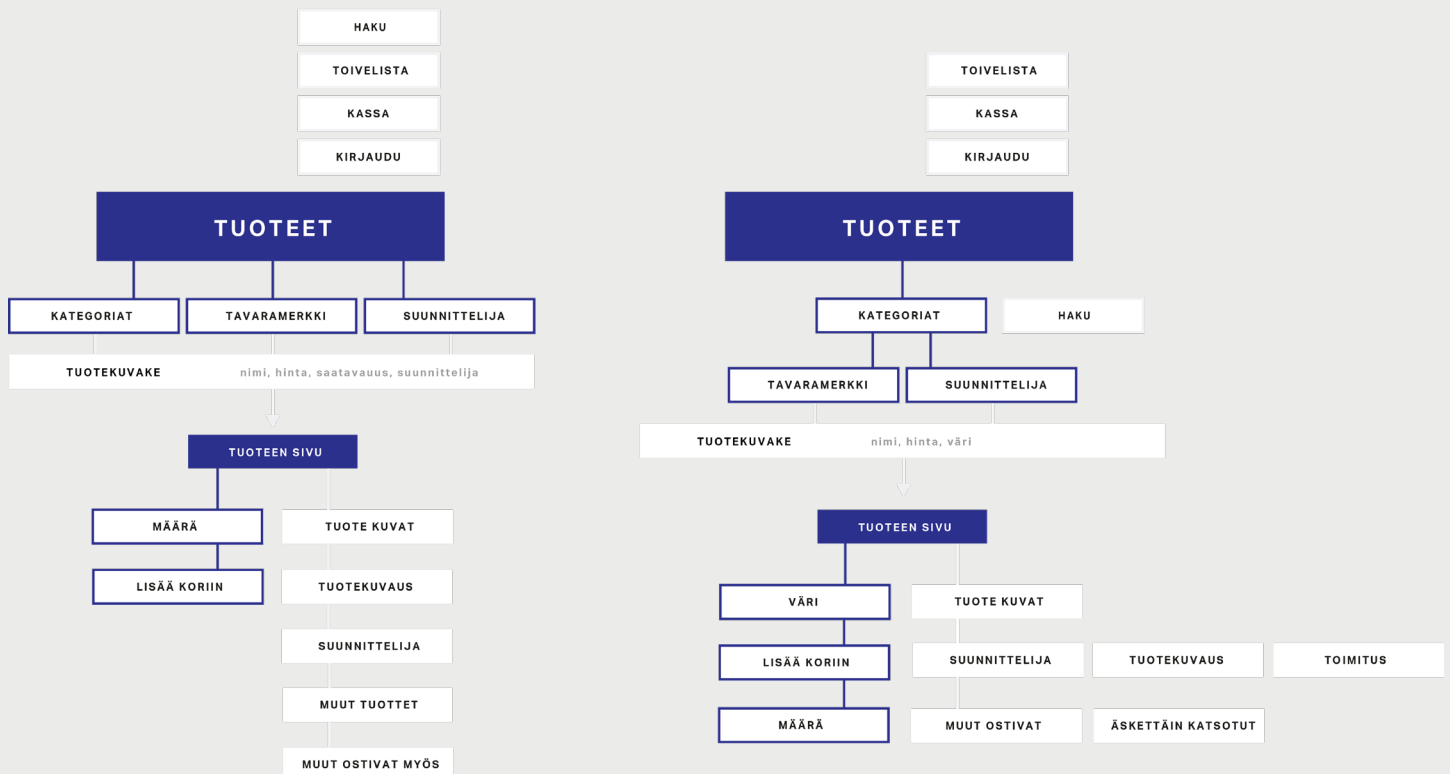 HAKU
TOIVELISTA
KASSA
KIRJAUDU
TUOTEET
KATEGORIAT
TAVARAMERKKI
SUUNNITTELIJA
TUOTEKUVAKE
nimi, hinta, saatavauus, suunnittelija
TUOTEEN SIVU
MÄÄRÄ
TUOTE KUVAT
LISÄÄ KORIIN
TUOTEKUVAUS
SUUNNITTELIJA
MUUT TUOTTET
MUUT OSTIVAT MYÖS
TOIVELISTA
KASSA
KIRJAUDU
TUOTEET
KATEGORIAT
HAKU
TAVARAMERKKI
SUUNNITTELIJA
TUOTEKUVAKE
nimi, hinta, väri
TUOTEEN SIVU
VÄRI
TUOTE KUVAT
LISÄÄ KORIIN
SUUNNITTELIJA
TUOTEKUVAUS
TOIMITUS
MÄÄRÄ
MUUT OSTIVAT
ÄSKETTÄIN KATSOTUT